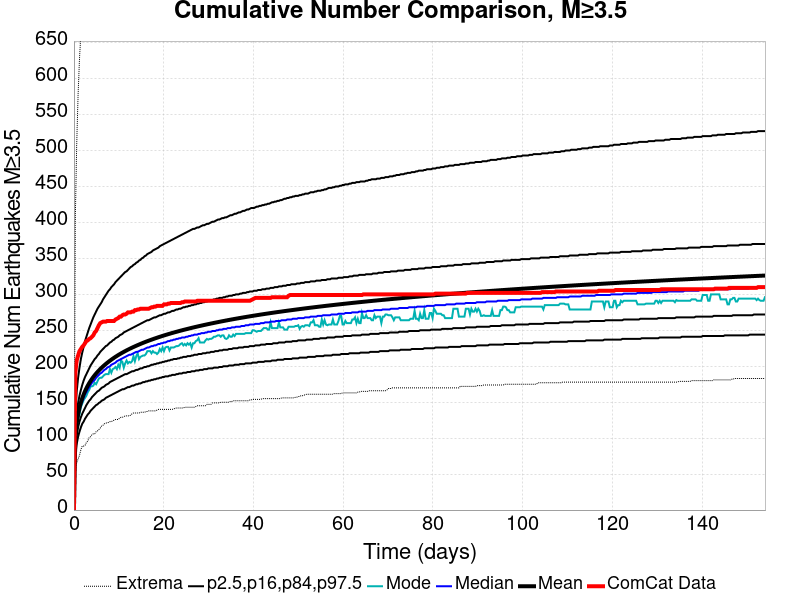 Cumulative Number Comparison, M≥3.5
Cumulative Num Earthquakes M≥3.5
650
600
550
500
450
400
350
300
250
200
150
100
50
0
0 20 40 60 80 100 120 140
Time (days)
Extrema p2.5,p16,p84,p97.5 Mode Median Mean ComCat Data